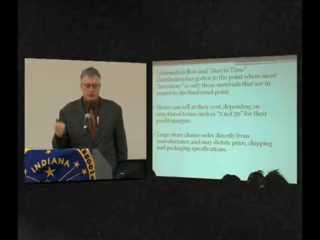 INDIANA
Information flow and "Just in Time"
distribution has gotten to the point where most
"inventory" is only those materials that are in
transit to the final retail point.
Stores can sell at their cost, depending on
negotiated terms such as "2 net 30" for their
profit margins.
Large store chains order directly from
manufacturer, and may dictate price, shipping
and packaging specifications.